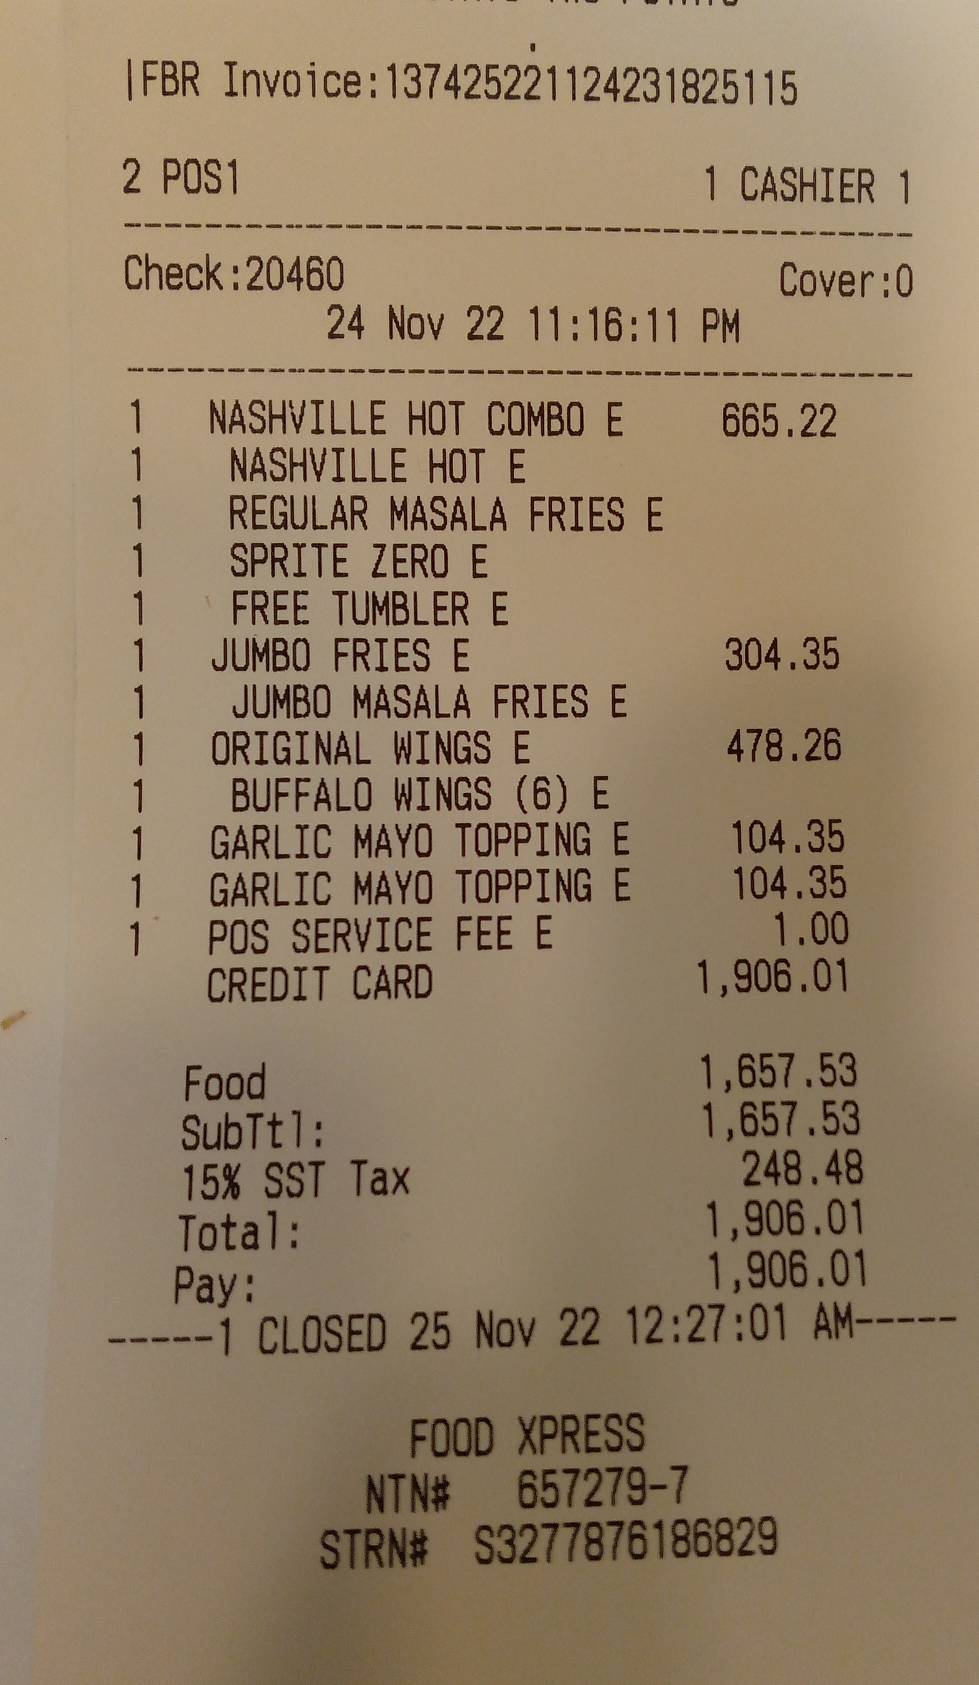 |FBR Invoice:137425221124231825115
2 POS1 1 CASHIER 1
----------------------------------------
Check:20460 Cover:0
24 Nov 22 11:16:11 PM
----------------------------------------
1 NASHVILLE HOT COMBO E 665.22
1 NASHVILLE HOT E
1 REGULAR MASALA FRIES E
1 SPRITE ZERO E
1 FREE TUMBLER E
1 JUMBO FRIES E 304.35
1 JUMBO MASALA FRIES E
1 ORIGINAL WINGS E 478.26
1 BUFFALO WINGS (6) E
1 GARLIC MAYO TOPPING E 104.35
1 GARLIC MAYO TOPPING E 104.35
1 POS SERVICE FEE E 1.00
CREDIT CARD 1,906.01
Food 1,657.53
SubTtl: 1,657.53
15% SST Tax 248.48
Total: 1,906.01
Pay: 1,906.01
-----1 CLOSED 25 Nov 22 12:27:01 AM-----
FOOD XPRESS
NTN# 657279-7
STRN# S3277876186829